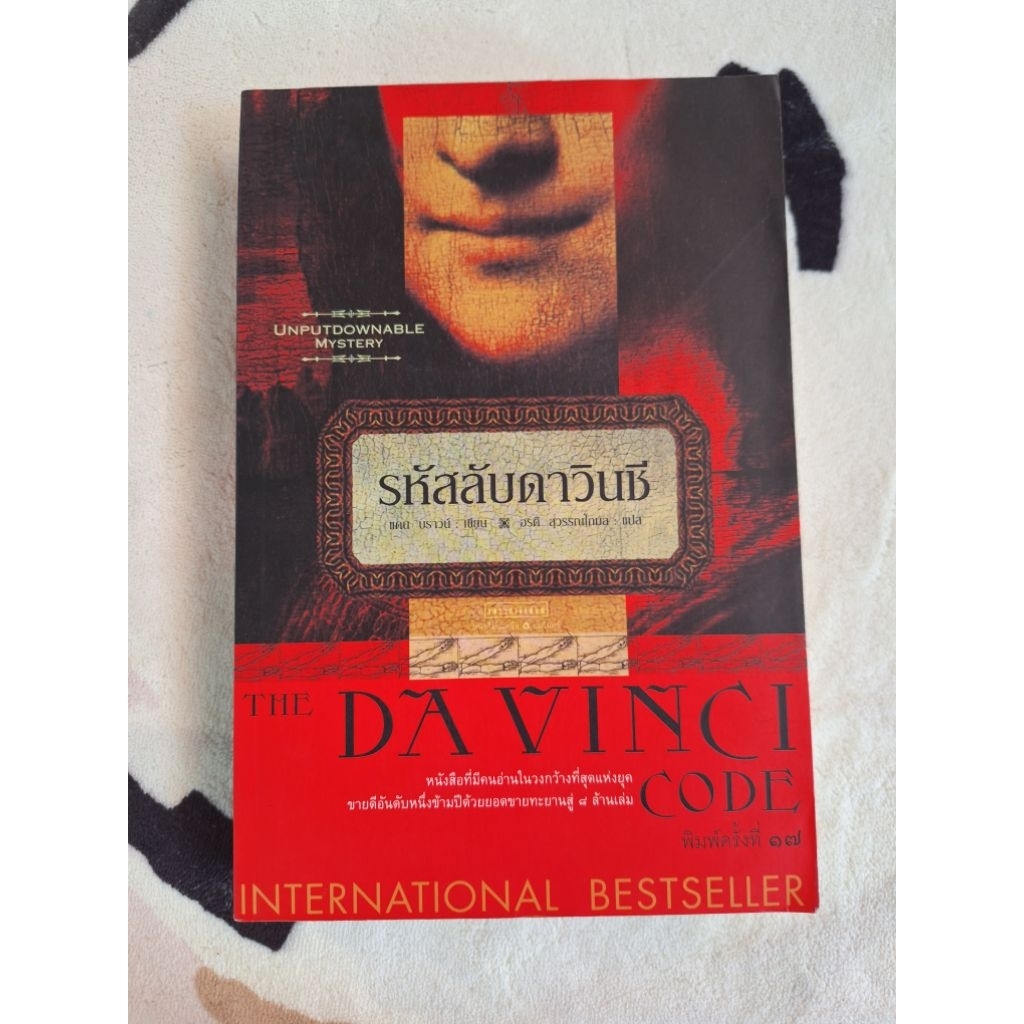 UNPUTDOWNABLE
MYSTERY
รหัสลับดาวินชี
แดน บราวน์ : เขียน อรดี สุวรรณโกมล : แปล
THE DA VINCI
CODE
หนังสือที่มีคนอ่านในวงกว้างที่สุดแห่งยุค
ขายดีอันดับหนึ่งข้ามปีด้วยยอดขายทะยานสู่ ๘ ล้านเล่ม
พิมพ์ครั้งที่ ๑๗
INTERNATIONAL BESTSELLER